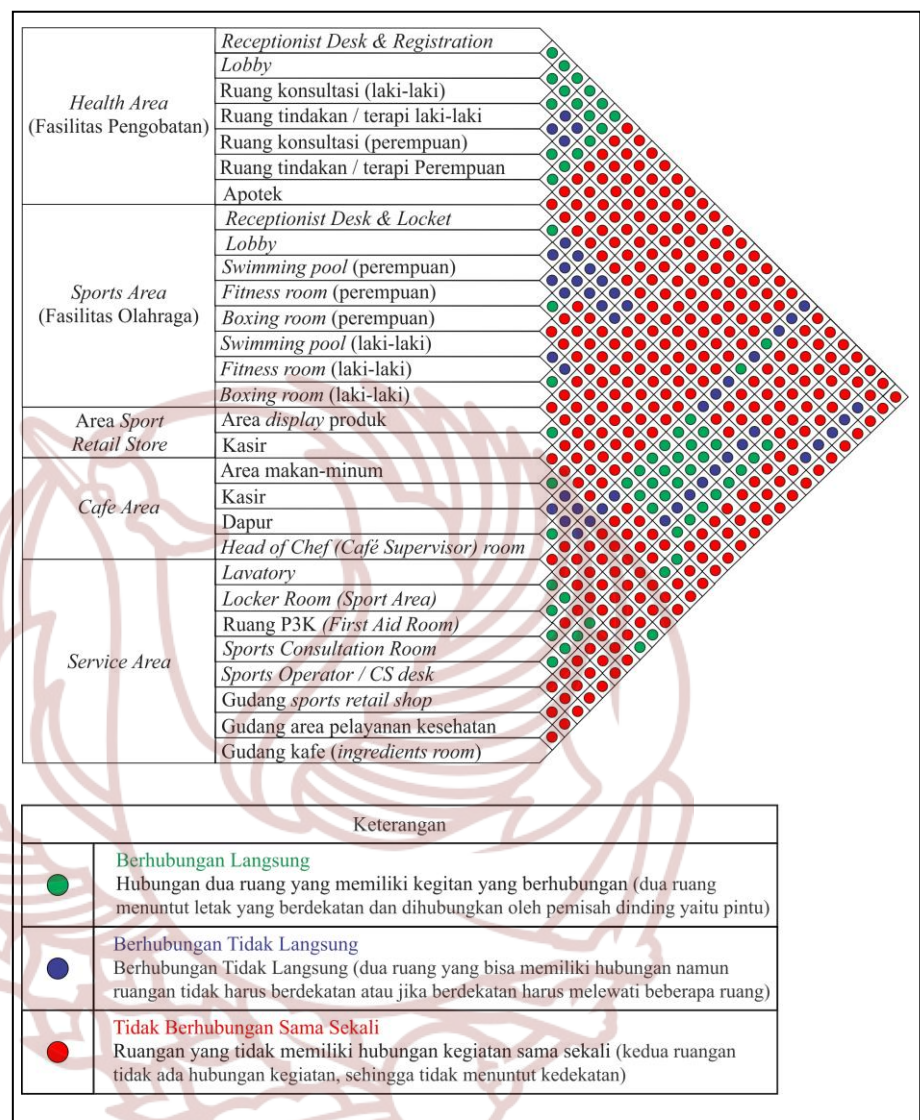 Health Area
(Fasilitas Pengobatan)
Receptionist Desk & Registration
Lobby
Ruang konsultasi (laki-laki)
Ruang tindakan / terapi laki-laki
Ruang konsultasi (perempuan)
Ruang tindakan / terapi Perempuan
Apotek
Sports Area
(Fasilitas Olahraga)
Receptionist Desk & Locket
Lobby
Swimming pool (perempuan)
Fitness room (perempuan)
Boxing room (perempuan)
Swimming pool (laki-laki)
Fitness room (laki-laki)
Boxing room (laki-laki)
Area Sport
Retail Store
Area display produk
Kasir
Cafe Area
Area makan-minum
Kasir
Dapur
Head of Chef (Café Supervisor) room
Service Area
Lavatory
Locker Room (Sport Area)
Ruang P3K (First Aid Room)
Sports Consultation Room
Sports Operator / CS desk
Gudang sports retail shop
Gudang area pelayanan kesehatan
Gudang kafe (ingredients room)
Keterangan
Berhubungan Langsung
Hubungan dua ruang yang memiliki kegitan yang berhubungan (dua ruang
menuntut letak yang berdekatan dan dihubungkan oleh pemisah dinding yaitu pintu)
Berhubungan Tidak Langsung
Berhubungan Tidak Langsung (dua ruang yang bisa memiliki hubungan namun
ruangan tidak harus berdekatan atau jika berdekatan harus melewati beberapa ruang)
Tidak Berhubungan Sama Sekali
Ruangan yang tidak memiliki hubungan kegiatan sama sekali (kedua ruangan
tidak ada hubungan kegiatan, sehingga tidak menuntut kedekatan)